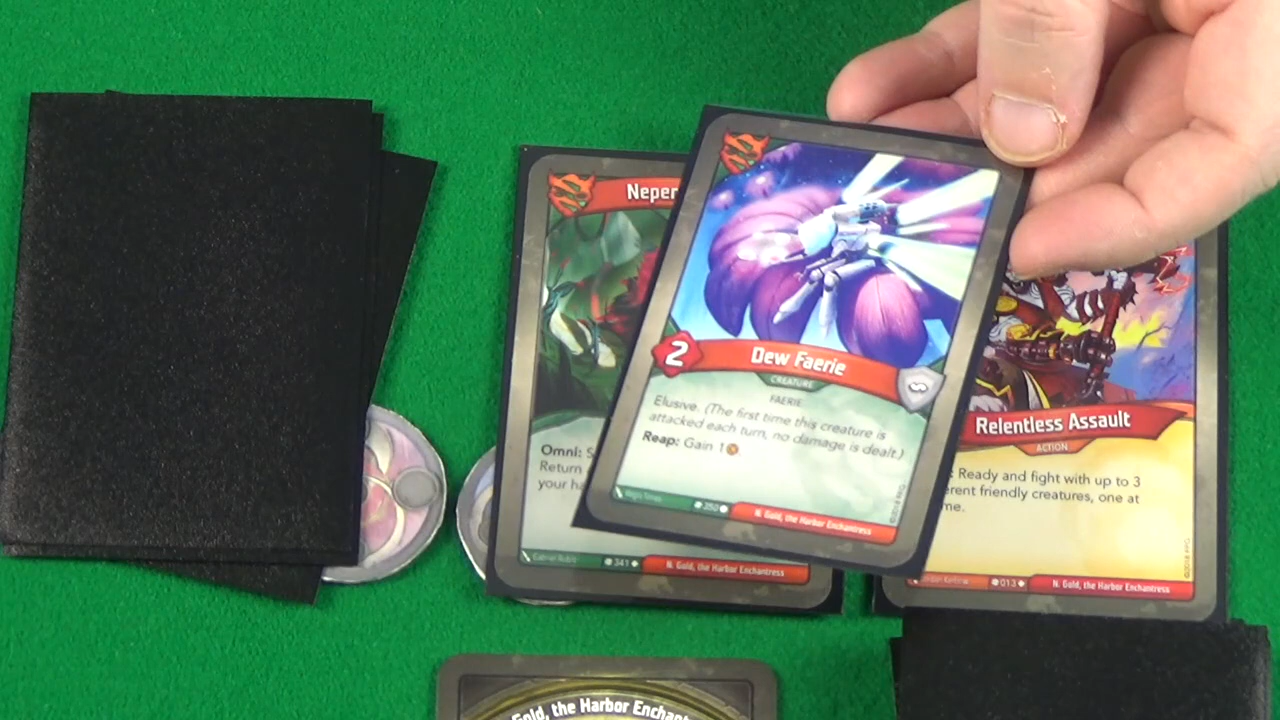 Neper
Omni: S
Return
your ha
341
N. Gold, the Harbor Enchantress
2
Dew Faerie
CREATURE
FAERIE
Elusive. (The first time this creature is
attacked each turn, no damage is dealt.)
Reap: Gain 1
350
N. Gold, the Harbor Enchantress
Relentless Assault
ACTION
: Ready and fight with up to 3
erent friendly creatures, one at
me.
013
N. Gold, the Harbor Enchantress
Gold, the Harbor Enchant